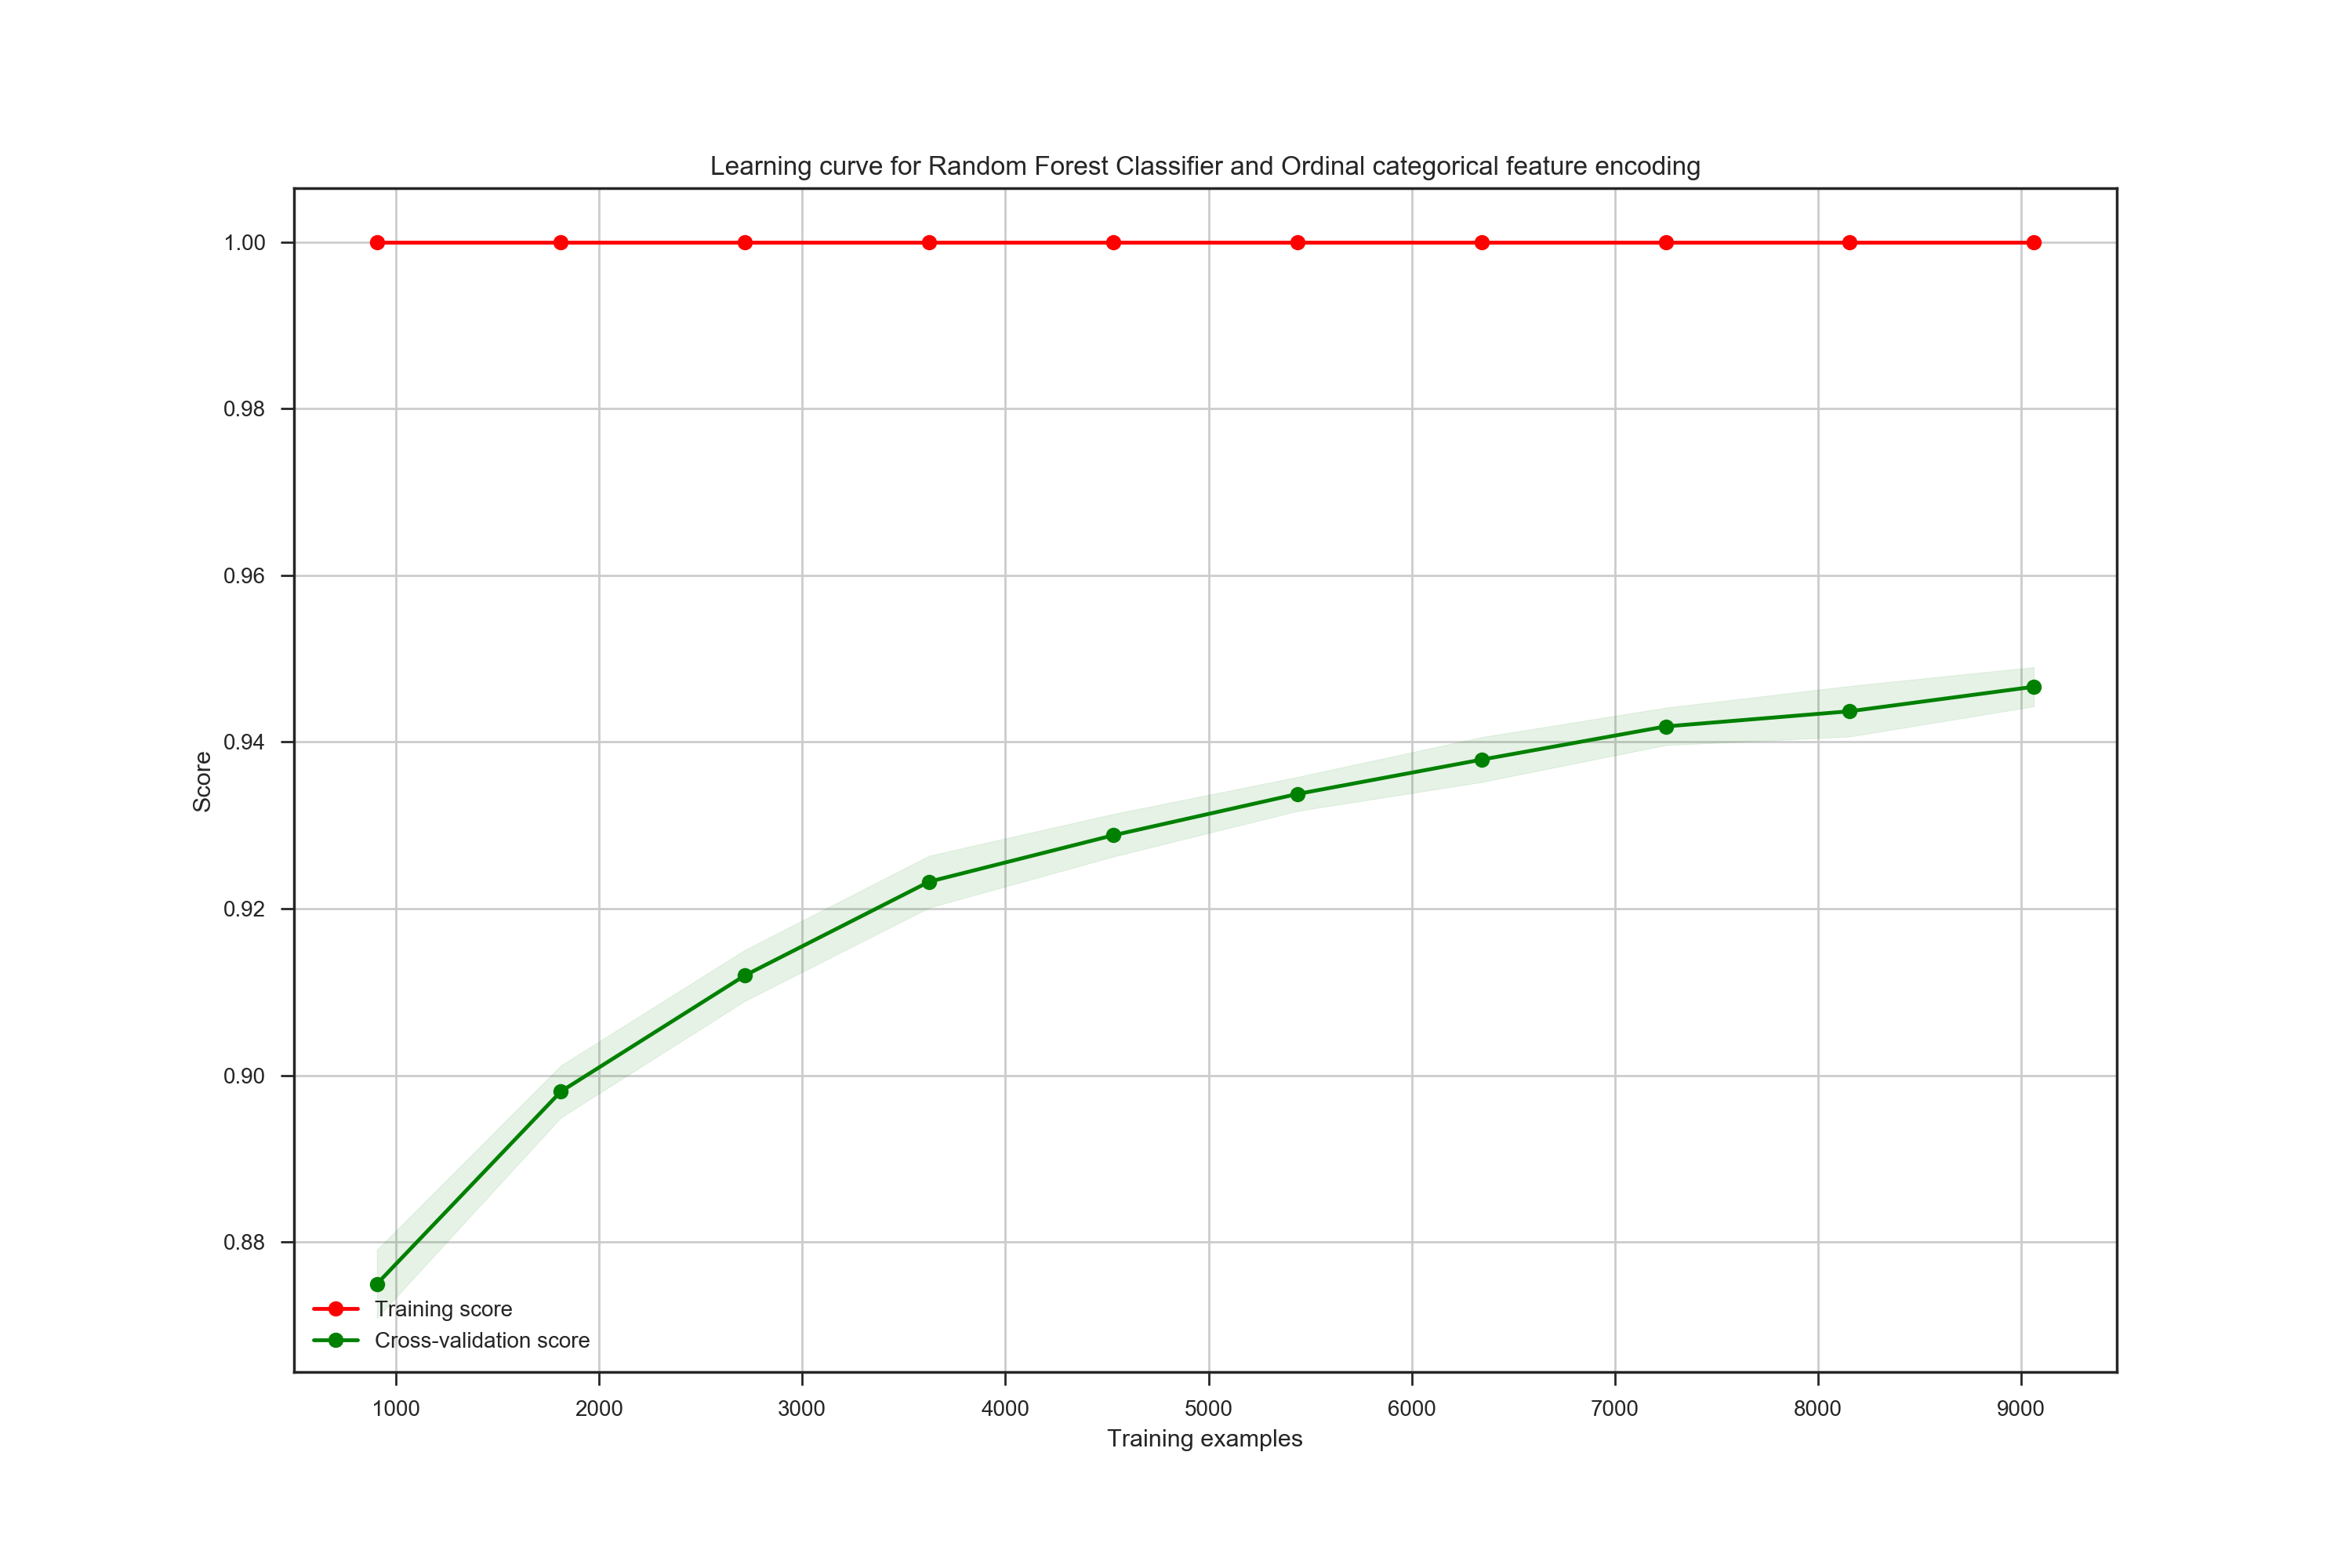 Learning curve for Random Forest Classifier and Ordinal categorical feature encoding
1.00
0.98
0.96
0.94
0.92
0.90
0.88
Score
Training score
Cross-validation score
1000 2000 3000 4000 5000 6000 7000 8000 9000
Training examples